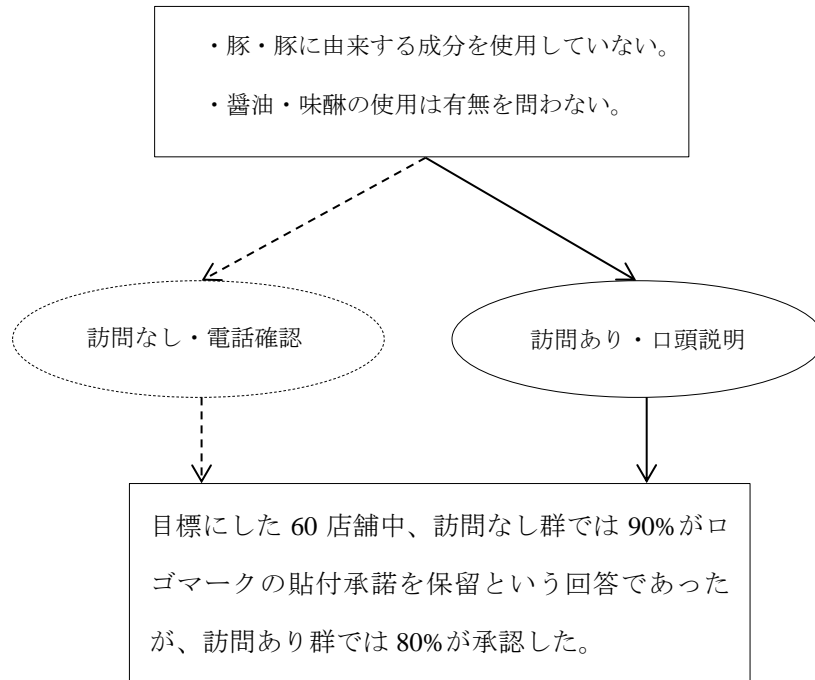 ・豚・豚に由来する成分を使用していない。
・醤油・味醂の使用は有無を問わない。
訪問なし・電話確認
訪問あり・口頭説明
目標にした 60 店舗中、訪問なし群では 90%がロ
ゴマークの貼付承諾を保留という回答であった
が、訪問あり群では 80%が承認した。